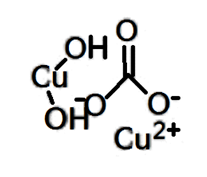 OH O
Cu
OH ⁻O O⁻
Cu²⁺